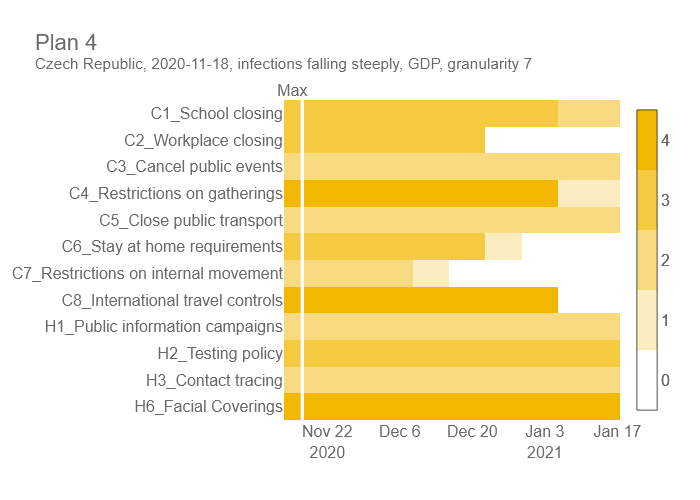 Plan 4
Czech Republic, 2020-11-18, infections falling steeply, GDP, granularity 7
Max
C1_School closing
C2_Workplace closing
C3_Cancel public events
C4_Restrictions on gatherings
C5_Close public transport
C6_Stay at home requirements
C7_Restrictions on internal movement
C8_International travel controls
H1_Public information campaigns
H2_Testing policy
H3_Contact tracing
H6_Facial Coverings
4
3
2
1
0
Nov 22 Dec 6 Dec 20 Jan 3 Jan 17
2020 2021